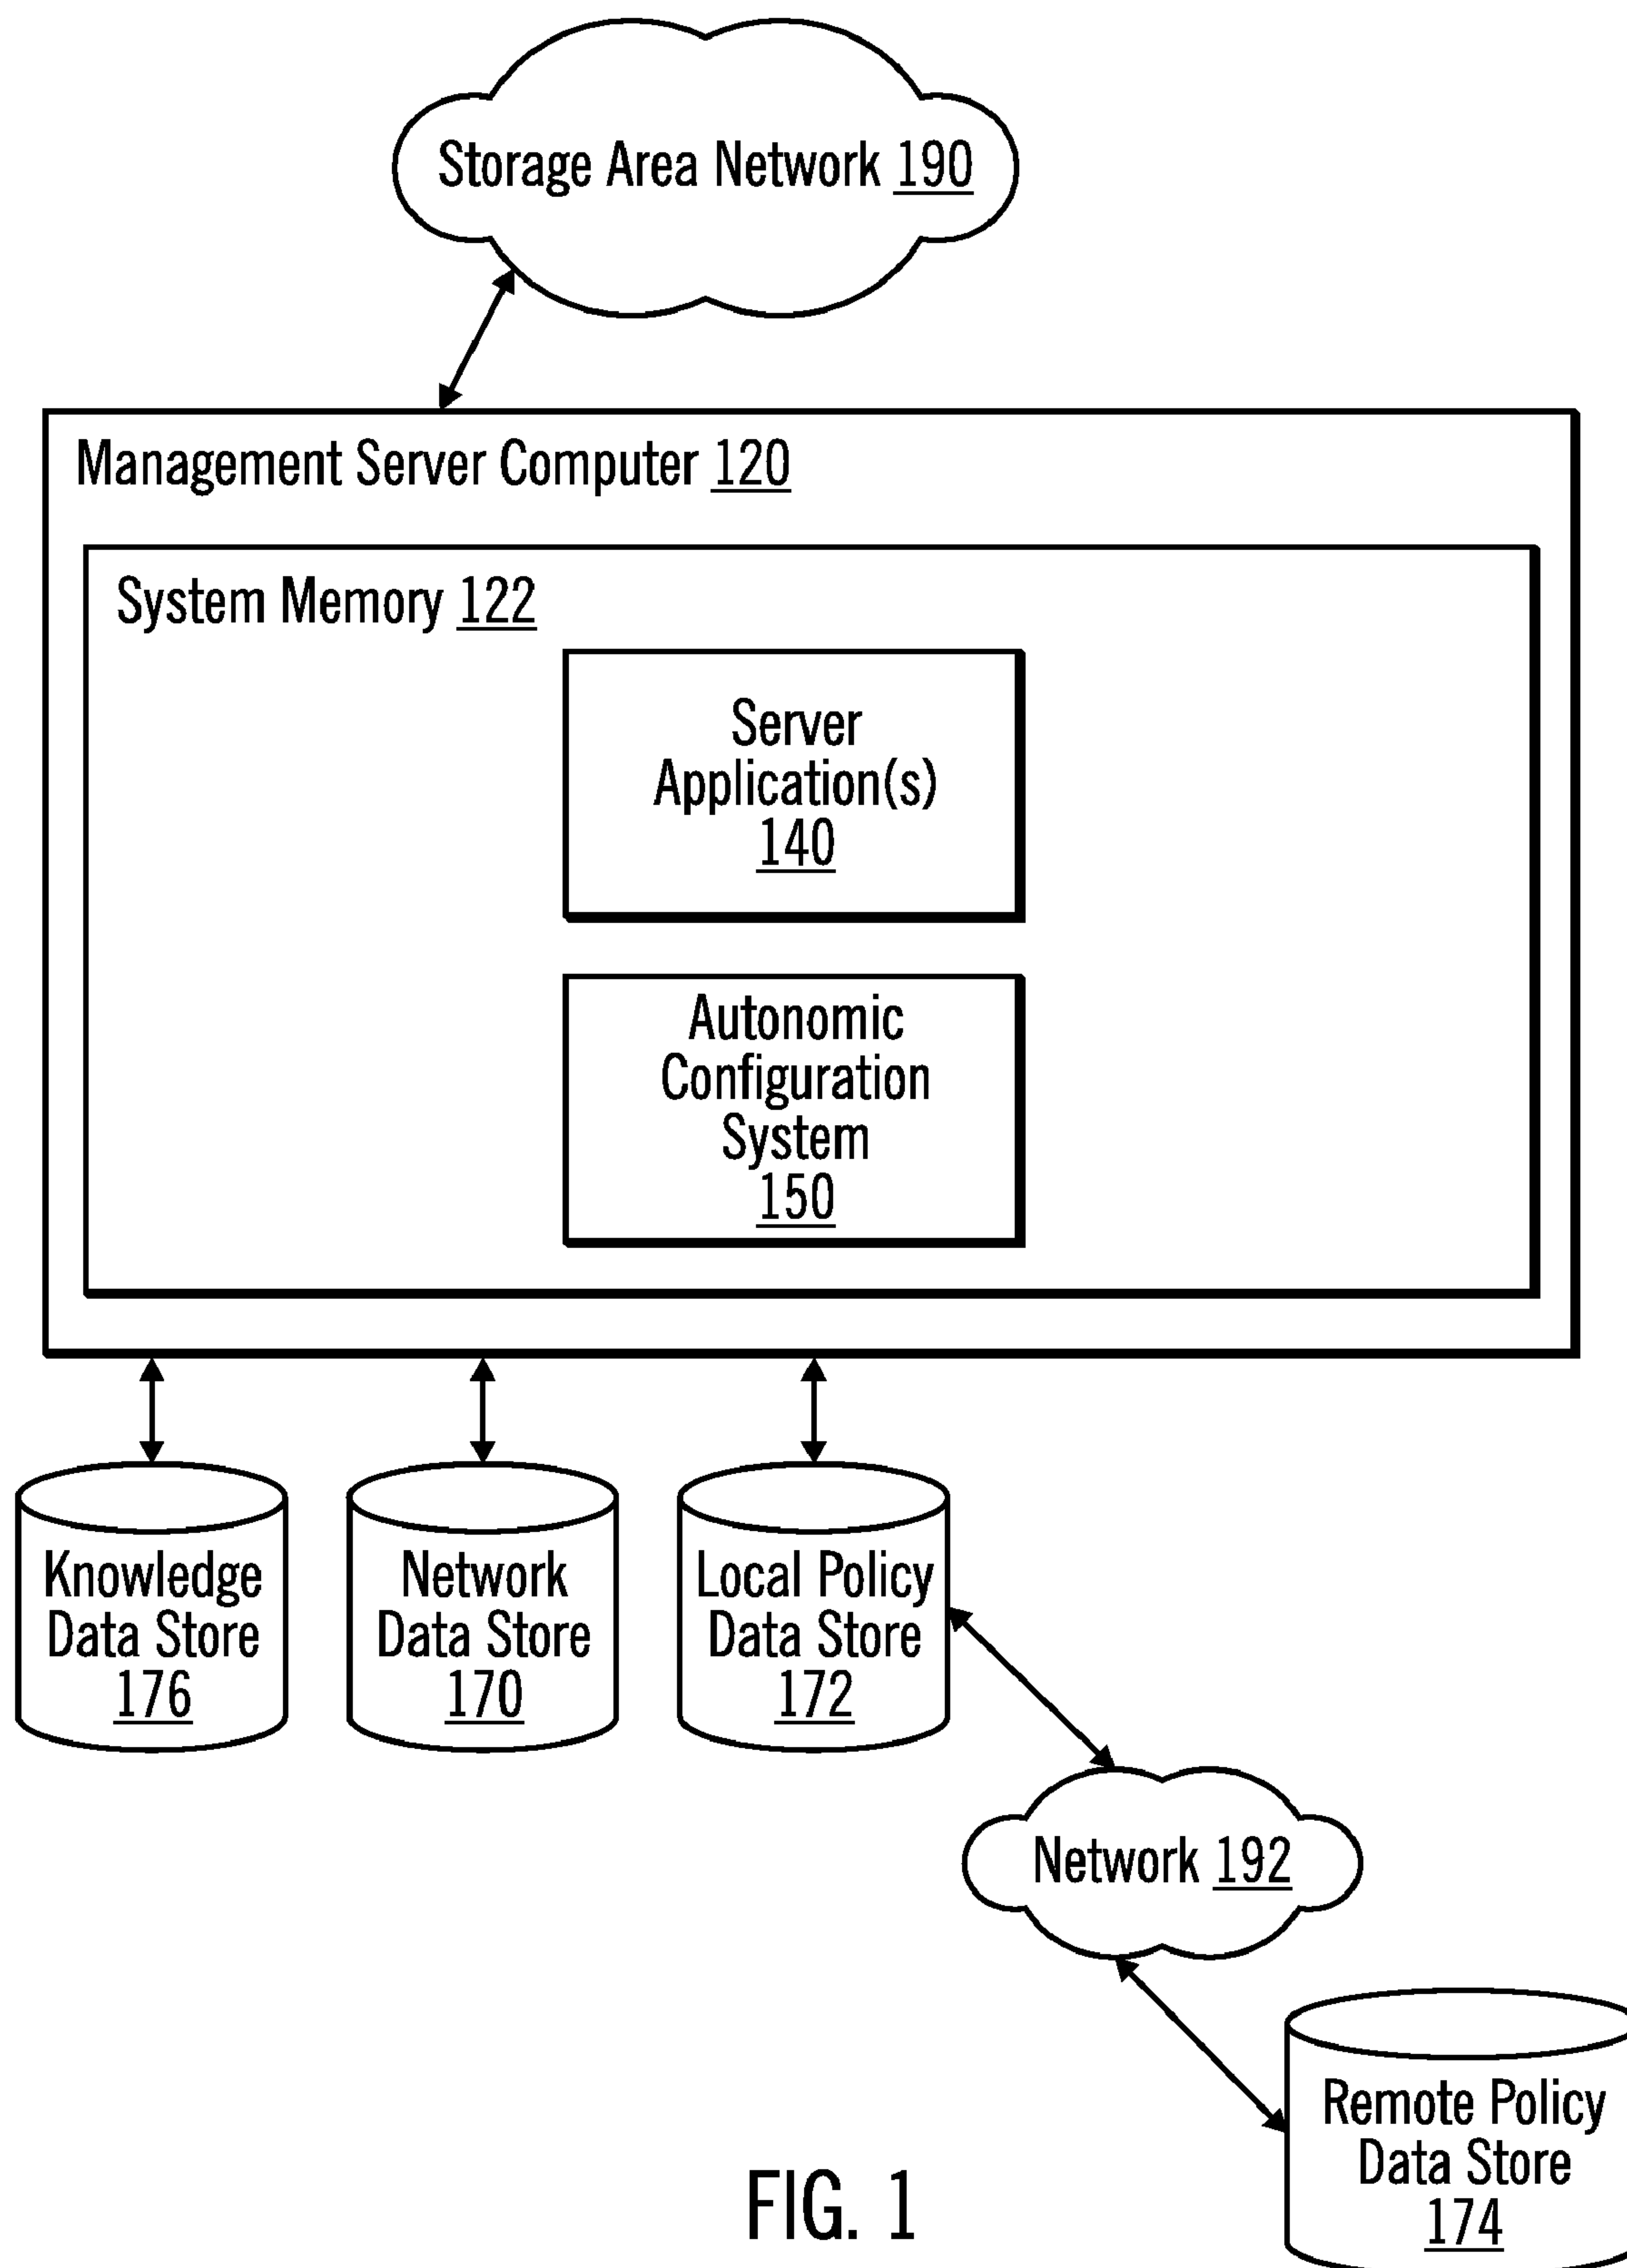 Storage Area Network 190
Management Server Computer 120
System Memory 122
Server
Application(s)
140
Autonomic
Configuration
System
150
Knowledge
Data Store
176
Network
Data Store
170
Local Policy
Data Store
172
Network 192
Remote Policy
Data Store
174
FIG. 1